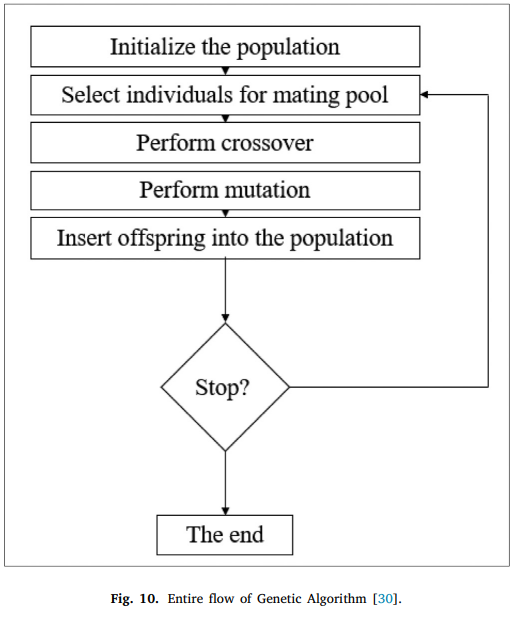 Initialize the population
Select individuals for mating pool
Perform crossover
Perform mutation
Insert offspring into the population
Stop?
The end
Fig. 10. Entire flow of Genetic Algorithm [30].